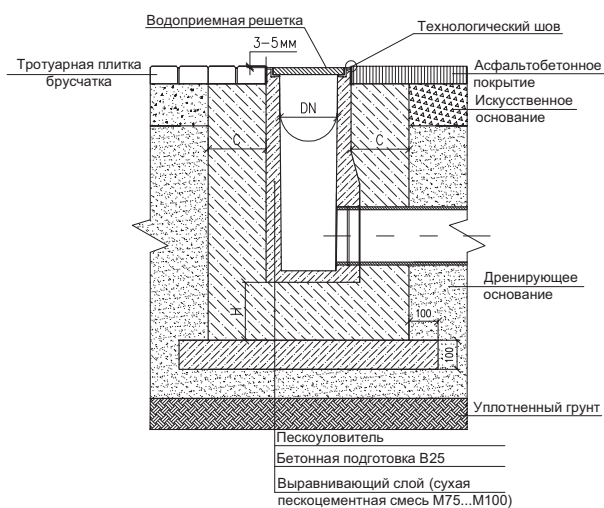 Водоприемная решетка
Технологический шов
3-5мм
Тротуарная плитка
брусчатка
Асфальтобетонное
покрытие
Искусственное
основание
DN
C
C
Дренирующее
основание
H
100
100
Уплотненный грунт
Пескоуловитель
Бетонная подготовка В25
Выравнивающий слой (сухая
пескоцементная смесь М75...М100)